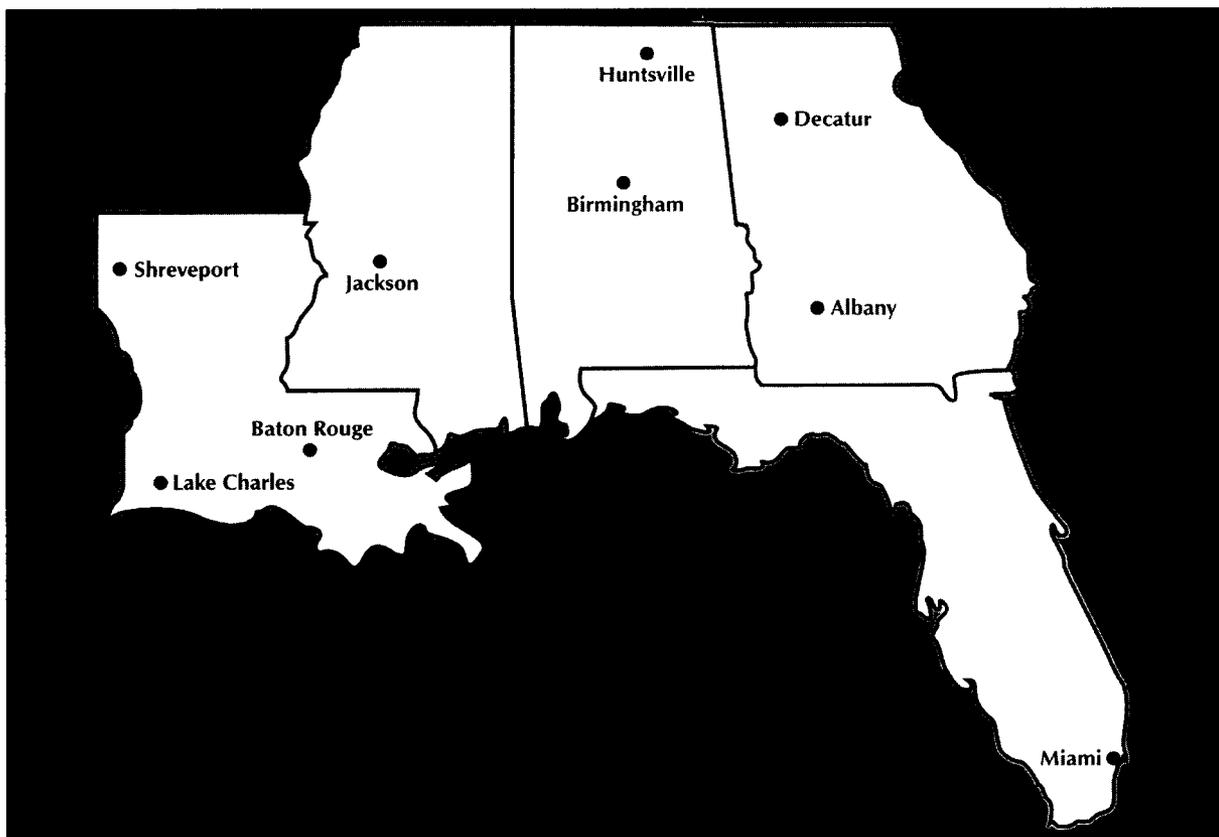 Huntsville
Decatur
Birmingham
Shreveport
Jackson
Albany
Baton Rouge
Lake Charles
Miami